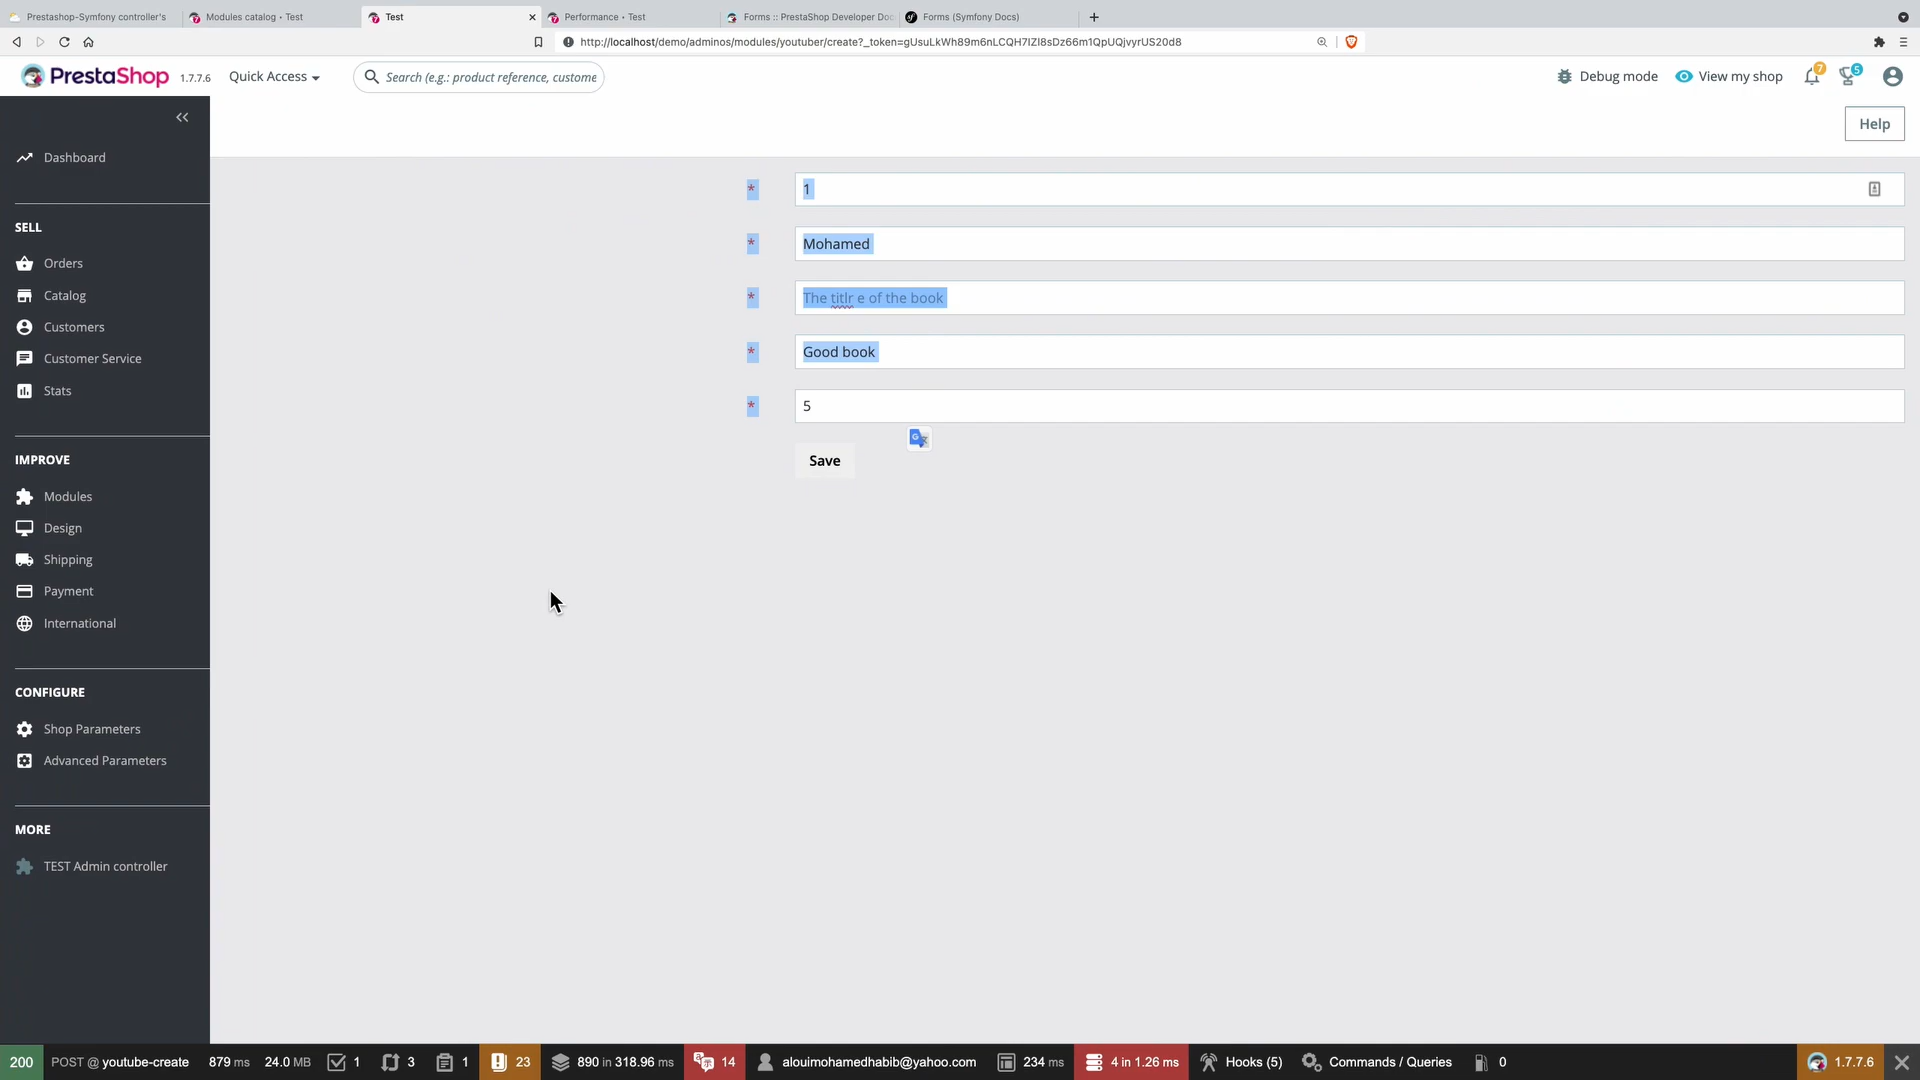 Prestashop-Symfony controller's
Modules catalog • Test
Test
Performance • Test
Forms :: PrestaShop Developer Doc
Forms (Symfony Docs)
http://localhost/demo/adminos/modules/youtuber/create?_token=gUsuLkWh89m6nLCQH7IZI8sDz66m1QpUQjvyrUS20d8
PrestaShop 1.7.7.6 Quick Access Search (e.g.: product reference, custome Debug mode View my shop 7 5
Help
Dashboard
SELL
Orders
Catalog
Customers
Customer Service
Stats
IMPROVE
Modules
Design
Shipping
Payment
International
CONFIGURE
Shop Parameters
Advanced Parameters
MORE
TEST Admin controller
* 1
* Mohamed
* The titlr e of the book
* Good book
* 5
Save
200 POST @ youtube-create 879 ms 24.0 MB 1 3 1 23 890 in 318.96 ms 14 alouimohamedhabib@yahoo.com 234 ms 4 in 1.26 ms Hooks (5) Commands / Queries 0 1.7.7.6